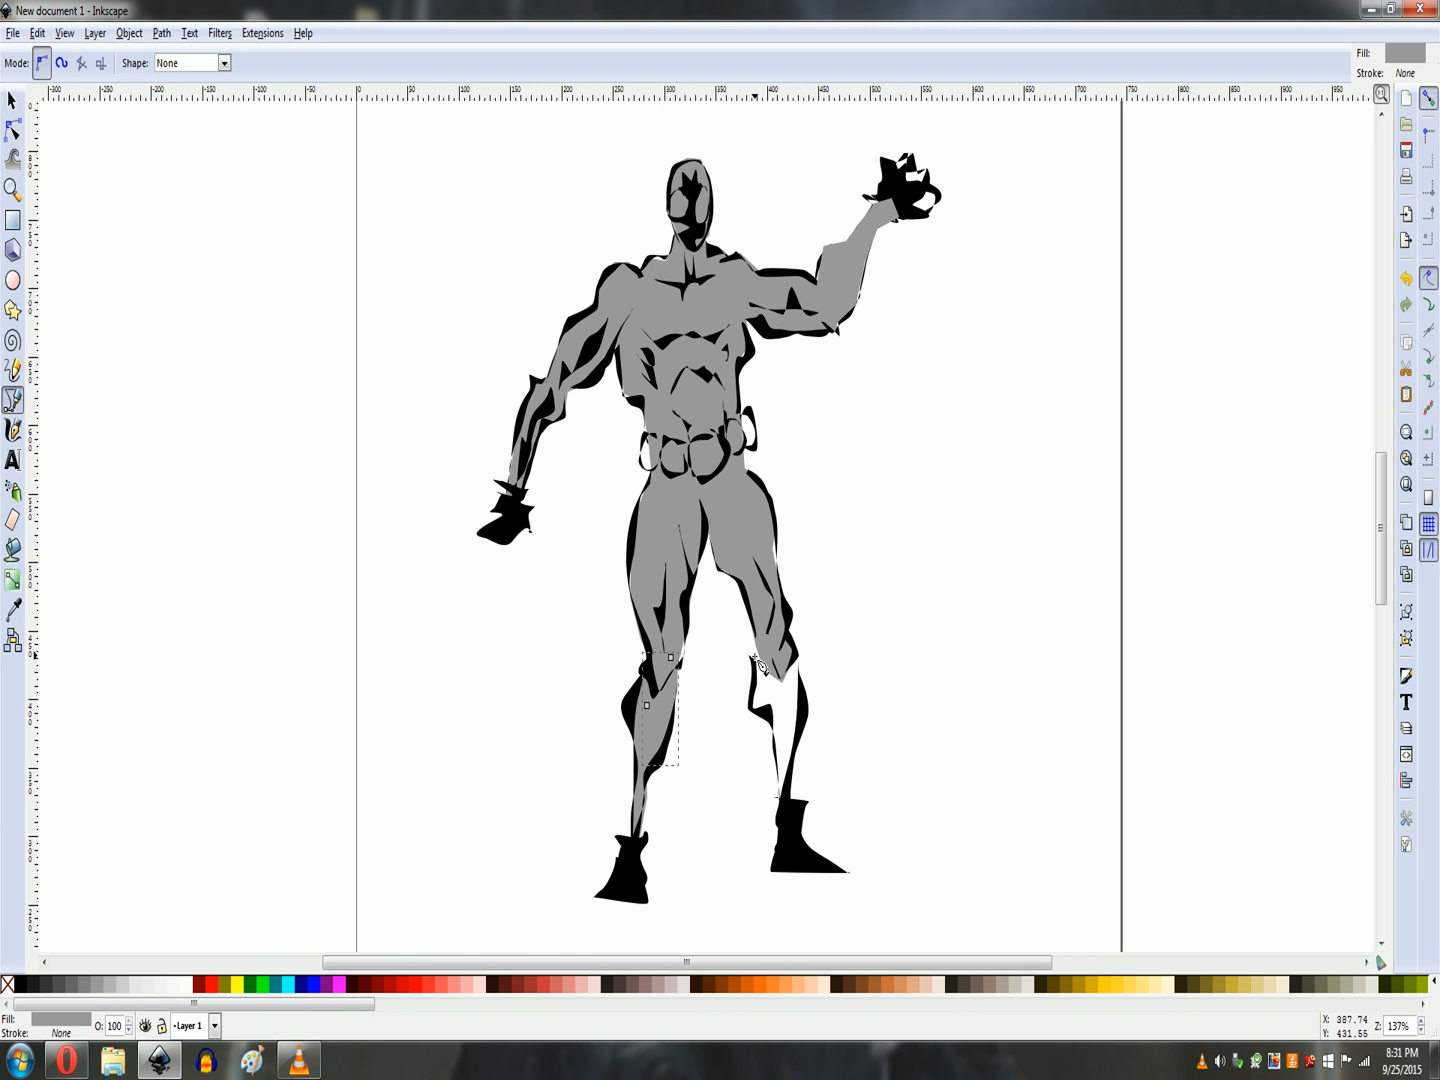 New document 1 - Inkscape
File Edit View Layer Object Path Text Filters Extensions Help
Mode: Shape: None
Fill:
Stroke: None
Fill:
Stroke: None
O: 100
•Layer 1
X: 387.74
Y: 431.55
Z: 137%
8:31 PM
9/25/2015